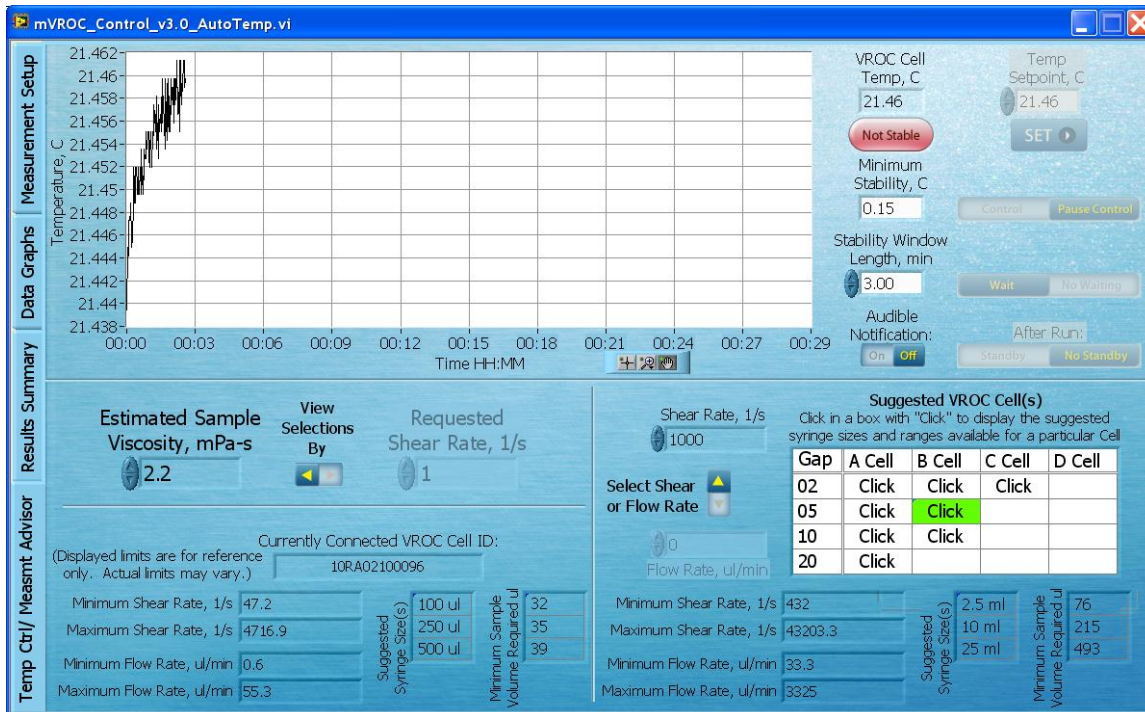 mVROC_Control_v3.0_AutoTemp.vi
Measurement Setup
Data Graphs
Results Summary
Temp Ctrl/ Measmt Advisor
Temperature, C
21.462
21.46
21.458
21.456
21.454
21.452
21.45
21.448
21.446
21.444
21.442
21.44
21.438
00:00 00:03 00:06 00:09 00:12 00:15 00:18 00:21 00:24 00:27 00:29
Time HH:MM
VROC Cell
Temp, C
21.46
Not Stable
Temp
Setpoint, C
21.46
SET
Minimum
Stability, C
0.15
Control Pause Control
Stability Window
Length, min
3.00
Wait No Waiting
Audible
Notification:
On Off
After Run:
Standby No Standby
Estimated Sample
Viscosity, mPa-s
2.2
View
Selections
By
Requested
Shear Rate, 1/s
1
Currently Connected VROC Cell ID:
(Displayed limits are for reference
only. Actual limits may vary.)
10RA02100096
Minimum Shear Rate, 1/s 47.2
Maximum Shear Rate, 1/s 4716.9
Minimum Flow Rate, ul/min 0.6
Maximum Flow Rate, ul/min 55.3
Suggested
Syringe Size(s)
100 ul
250 ul
500 ul
Minimum Sample
Volume Required ul
32
35
39
Shear Rate, 1/s
1000
Select Shear
or Flow Rate
0
Flow Rate, ul/min
Suggested VROC Cell(s)
Click in a box with "Click" to display the suggested
syringe sizes and ranges available for a particular Cell
Gap A Cell B Cell C Cell D Cell
02 Click Click Click
05 Click Click
10 Click Click
20 Click
Minimum Shear Rate, 1/s 432
Maximum Shear Rate, 1/s 43203.3
Minimum Flow Rate, ul/min 33.3
Maximum Flow Rate, ul/min 3325
Suggested
Syringe Size(s)
2.5 ml
10 ml
25 ml
Minimum Sample
Volume Required ul
76
215
493